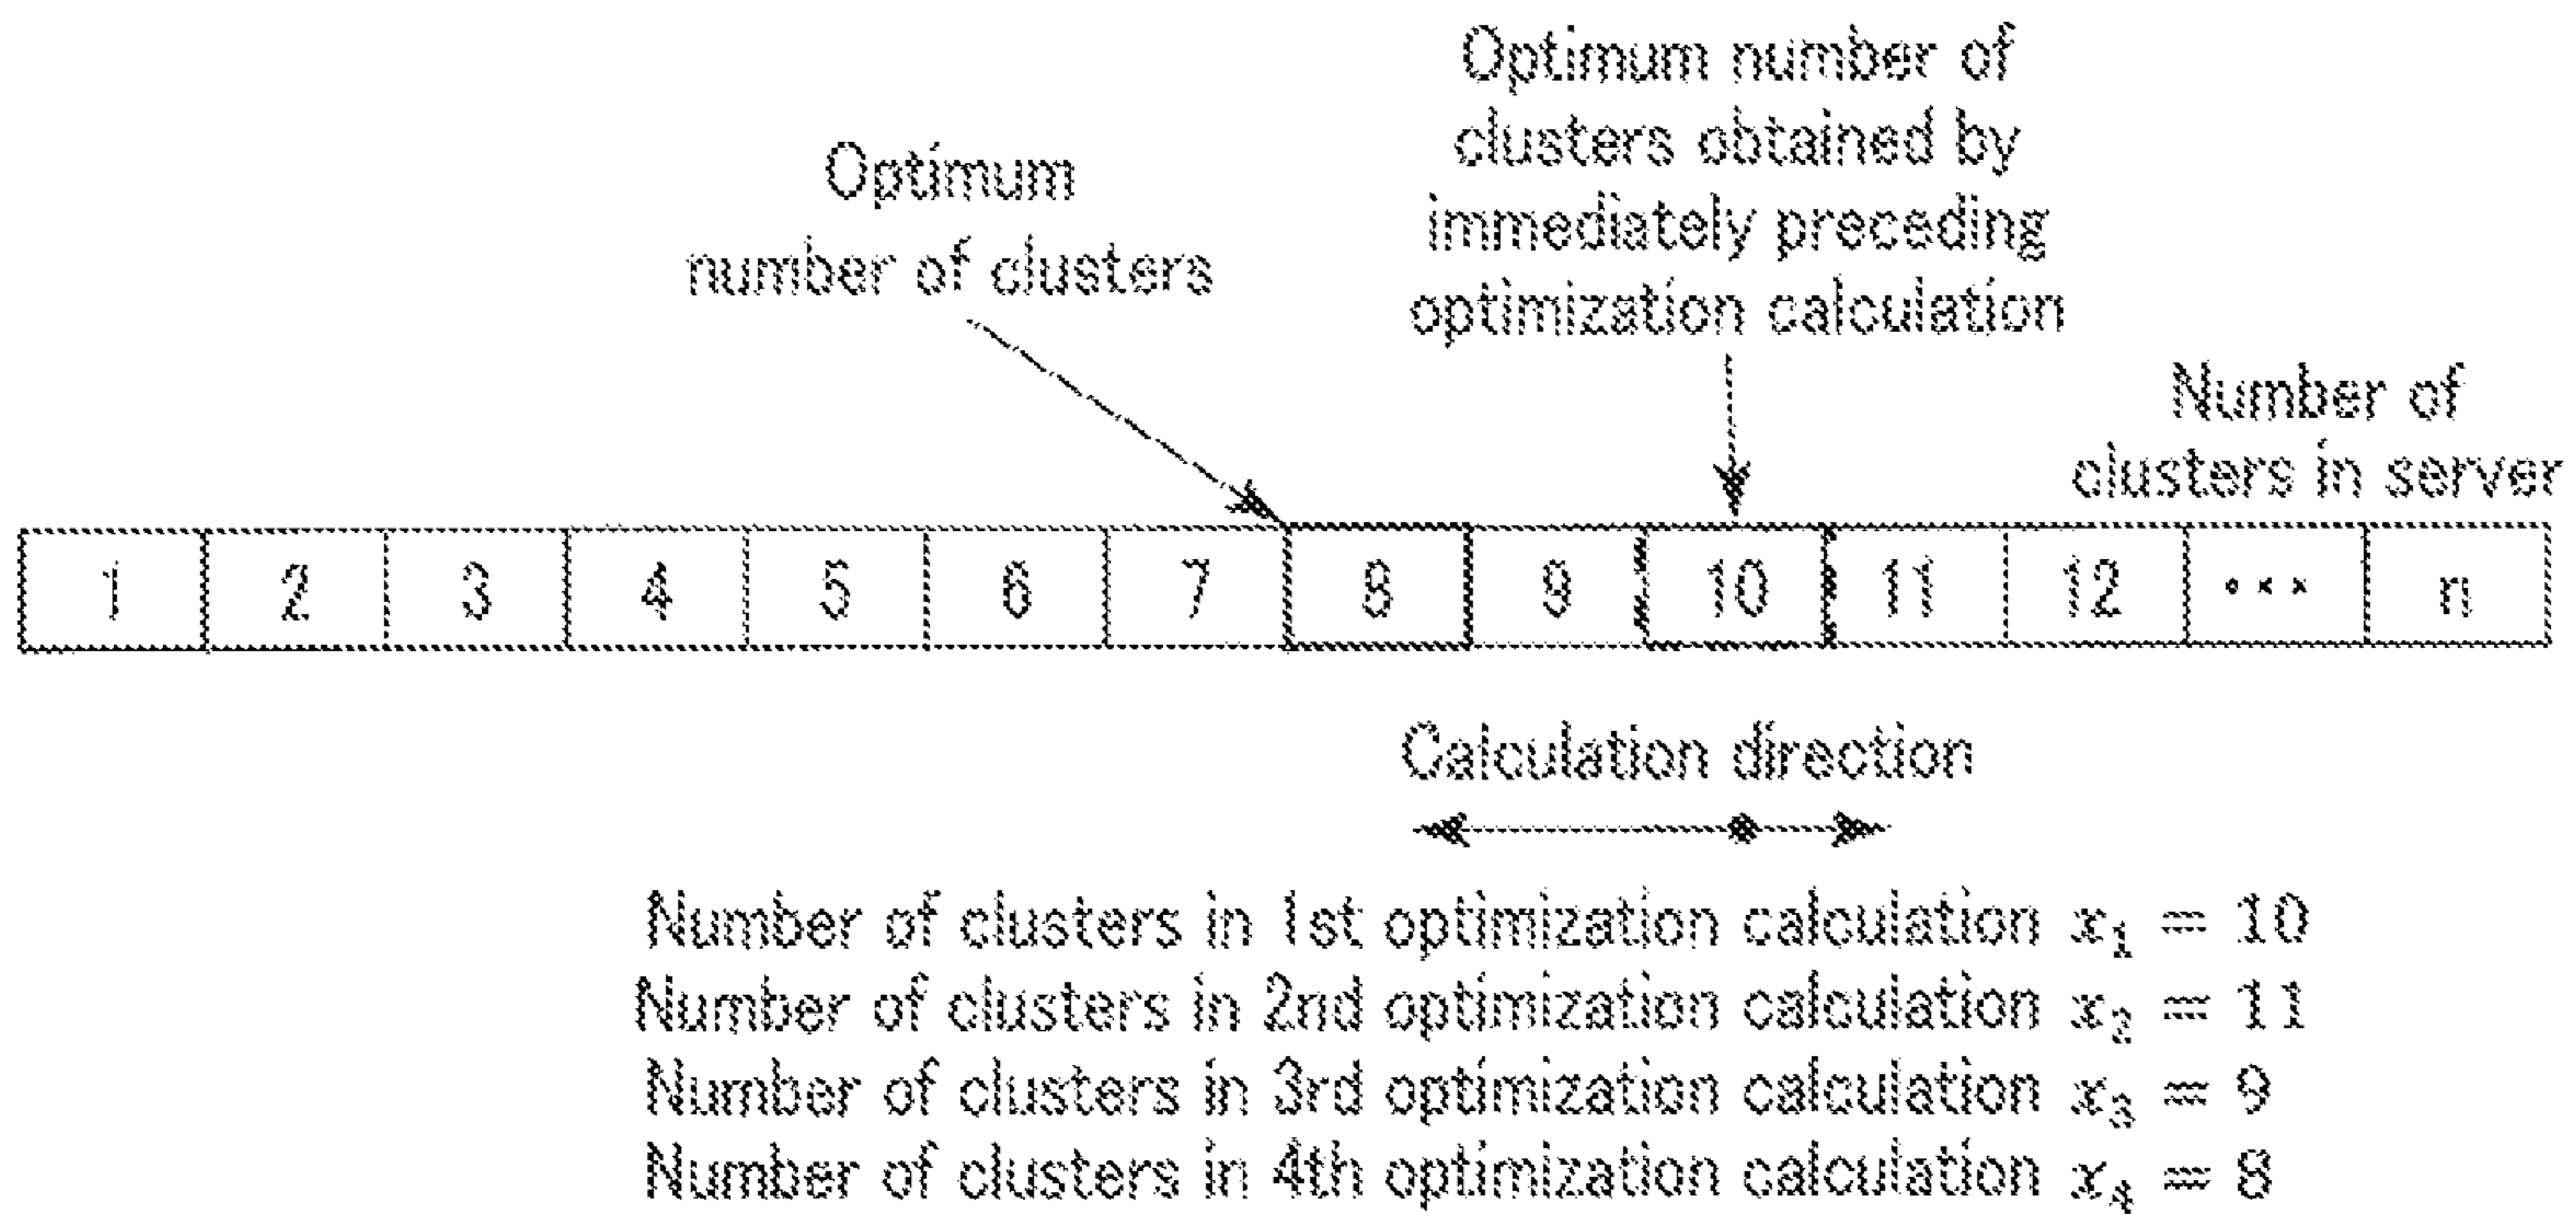 Optimum number of
clusters obtained by
immediately preceding
optimization calculation
Optimum
number of clusters
Number of
clusters in server
1 2 3 4 5 6 7 8 9 10 11 12 ... n
Calculation direction
Number of clusters in 1st optimization calculation x₁ = 10
Number of clusters in 2nd optimization calculation x₂ = 11
Number of clusters in 3rd optimization calculation x₃ = 9
Number of clusters in 4th optimization calculation x₄ = 8